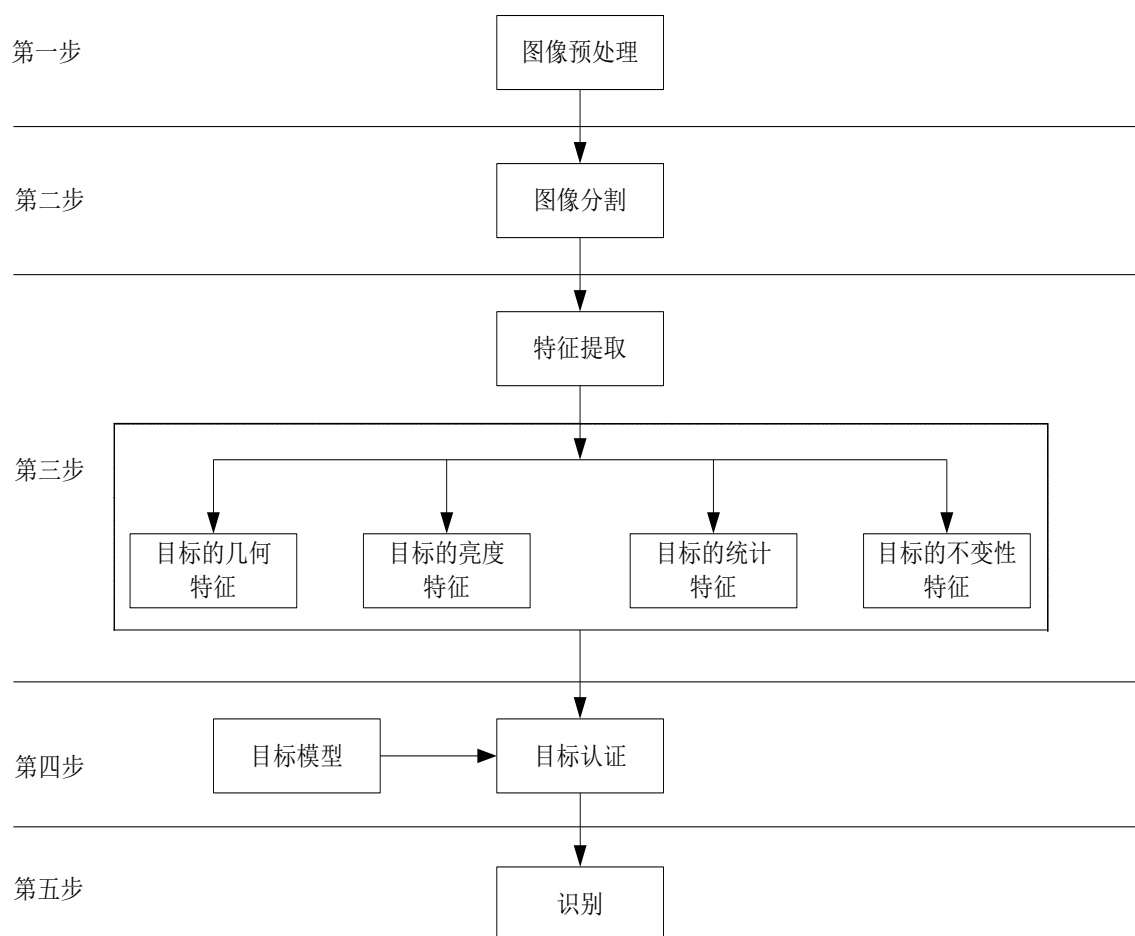 第一步
图像预处理
第二步
图像分割
特征提取
第三步
目标的几何
特征
目标的亮度
特征
目标的统计
特征
目标的不变性
特征
第四步
目标模型
目标认证
第五步
识别